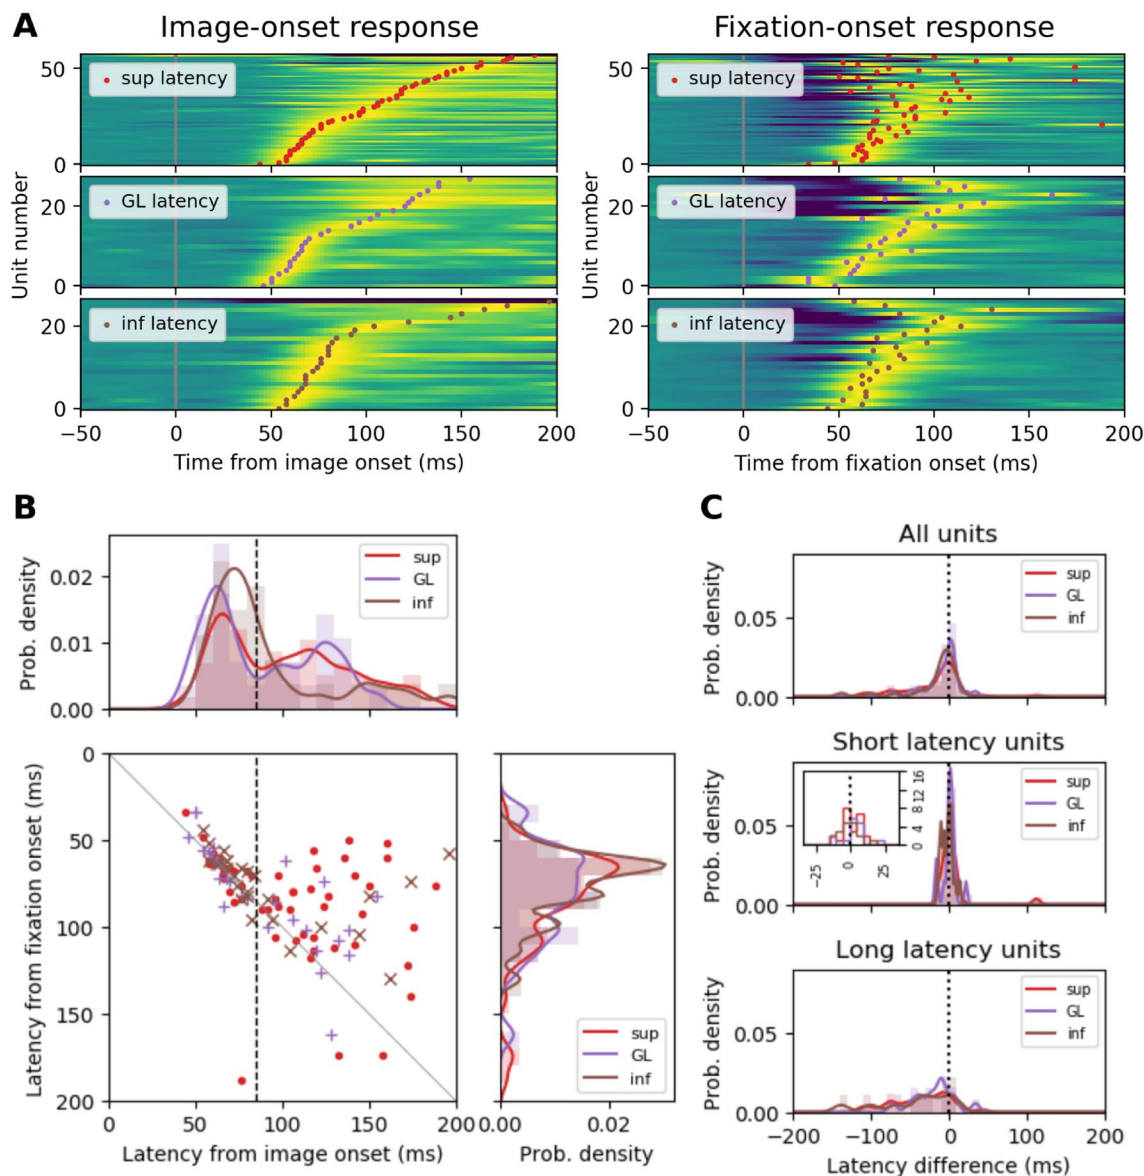 A
Image-onset response
Fixation-onset response
Unit number
50
0
sup latency
20
0
GL latency
20
0
inf latency
−50 0 50 100 150 200
Time from image onset (ms)
Unit number
50
0
sup latency
20
0
GL latency
20
0
inf latency
−50 0 50 100 150 200
Time from fixation onset (ms)
B
Prob. density
0.02
0.01
0.00
sup
GL
inf
0 50 100 150 200
Latency from fixation onset (ms)
0
50
100
150
200
0 50 100 150 200
Latency from image onset (ms)
sup
GL
inf
0.00 0.02
Prob. density
C
All units
Prob. density
0.05
0.00
sup
GL
inf
Short latency units
Prob. density
0.05
0.00
16
12
8
4
0
−25 0 25
sup
GL
inf
Long latency units
Prob. density
0.05
0.00
sup
GL
inf
−200 −100 0 100 200
Latency difference (ms)